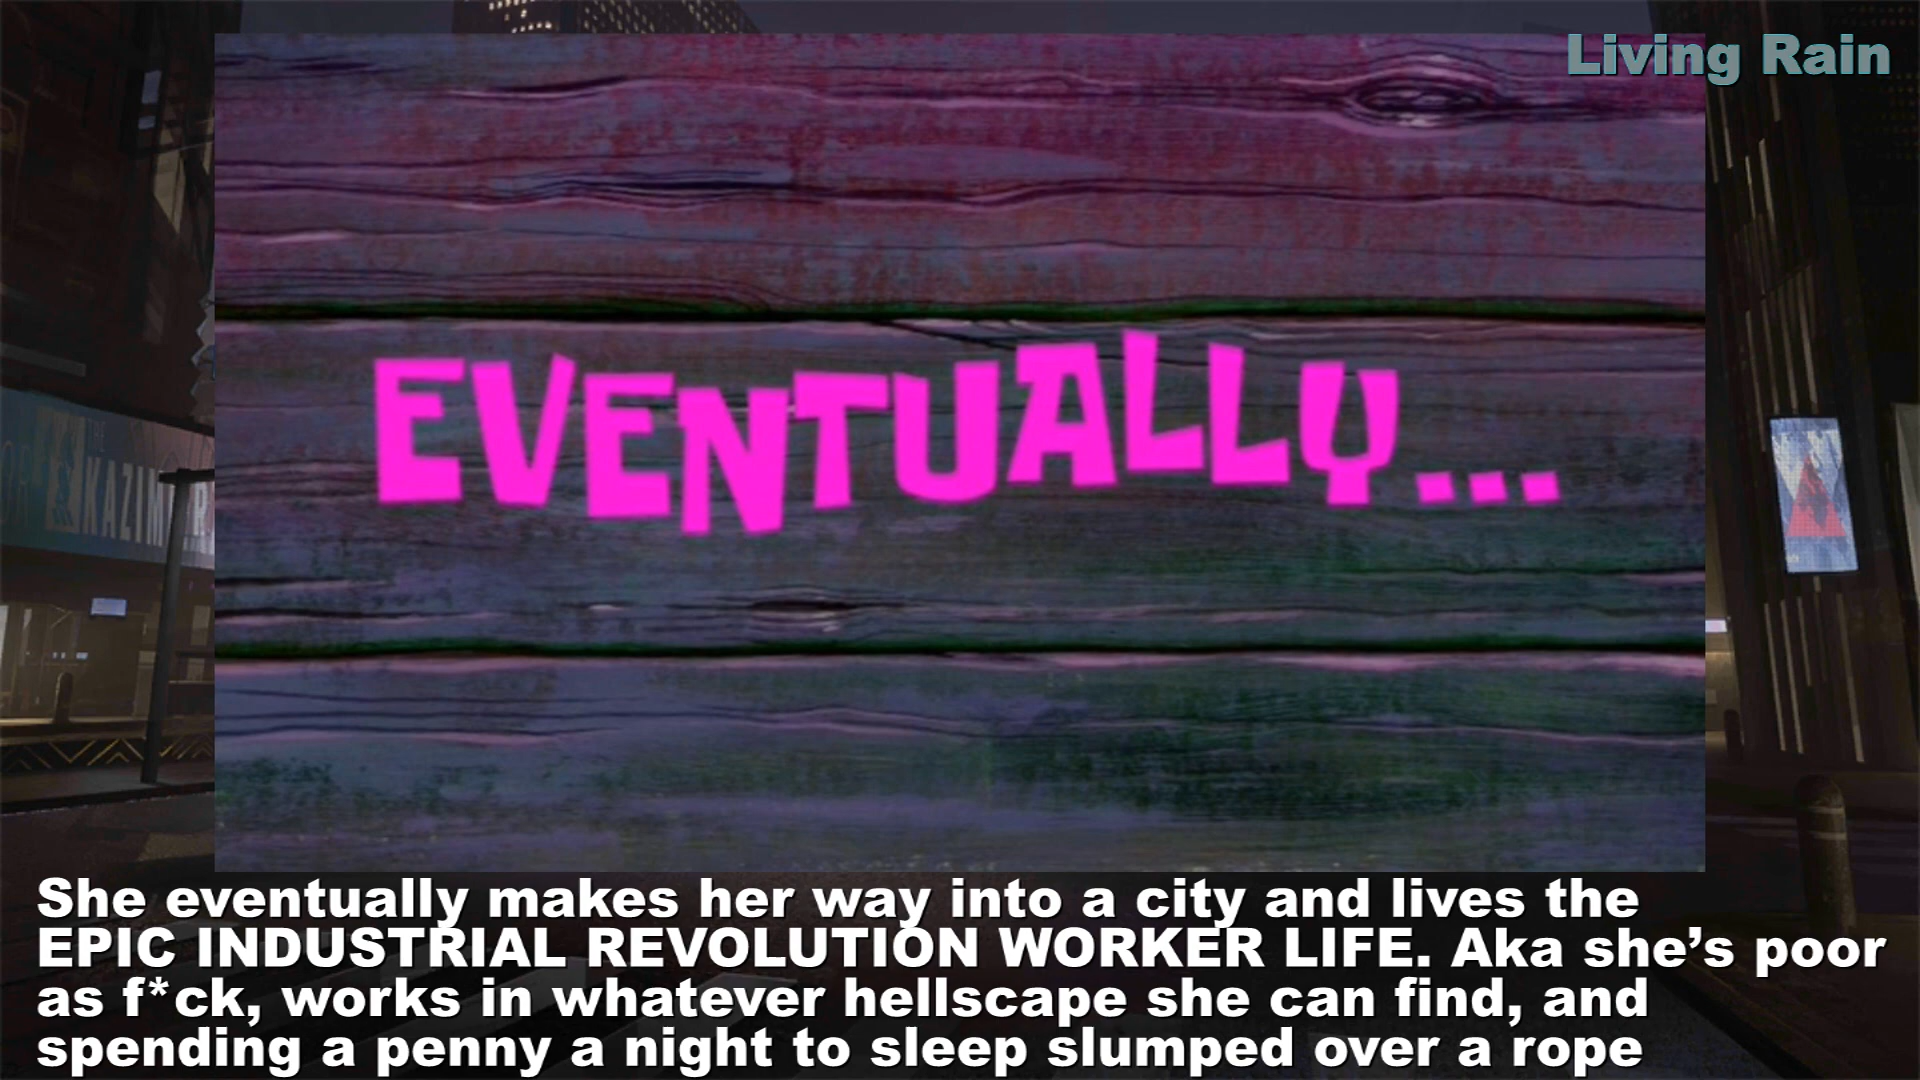 Living Rain
EVENTUALLY...
THE
KAZIM
She eventually makes her way into a city and lives the
EPIC INDUSTRIAL REVOLUTION WORKER LIFE. Aka she’s poor
as f*ck, works in whatever hellscape she can find, and
spending a penny a night to sleep slumped over a rope